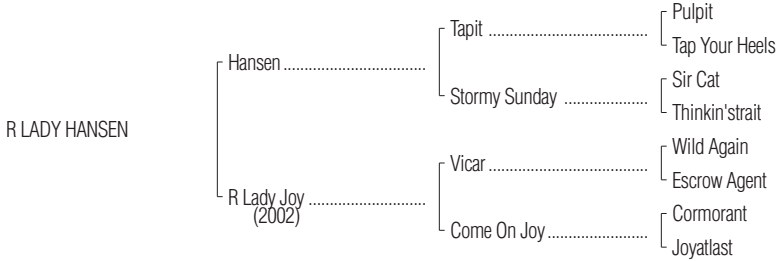 Pulpit
Tapit ....................................
Tap Your Heels
Hansen ................................
Sir Cat
Stormy Sunday ......................
Thinkin'strait
R LADY HANSEN
Wild Again
Vicar ....................................
Escrow Agent
R Lady Joy ..........................
(2002)
Cormorant
Come On Joy .......................
Joyatlast